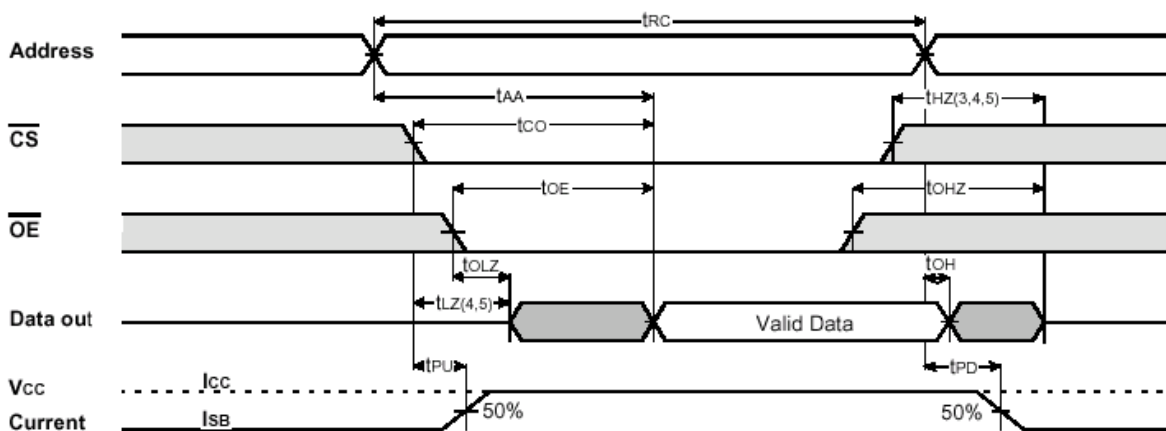 tRC
Address
tAA
tHZ(3,4,5)
tCO
CS
tOE
tOHZ
OE
tOLZ
tOH
tLZ(4,5)
Data out
Valid Data
tPU
tPD
VCC
ICC
50%
50%
Current
ISB